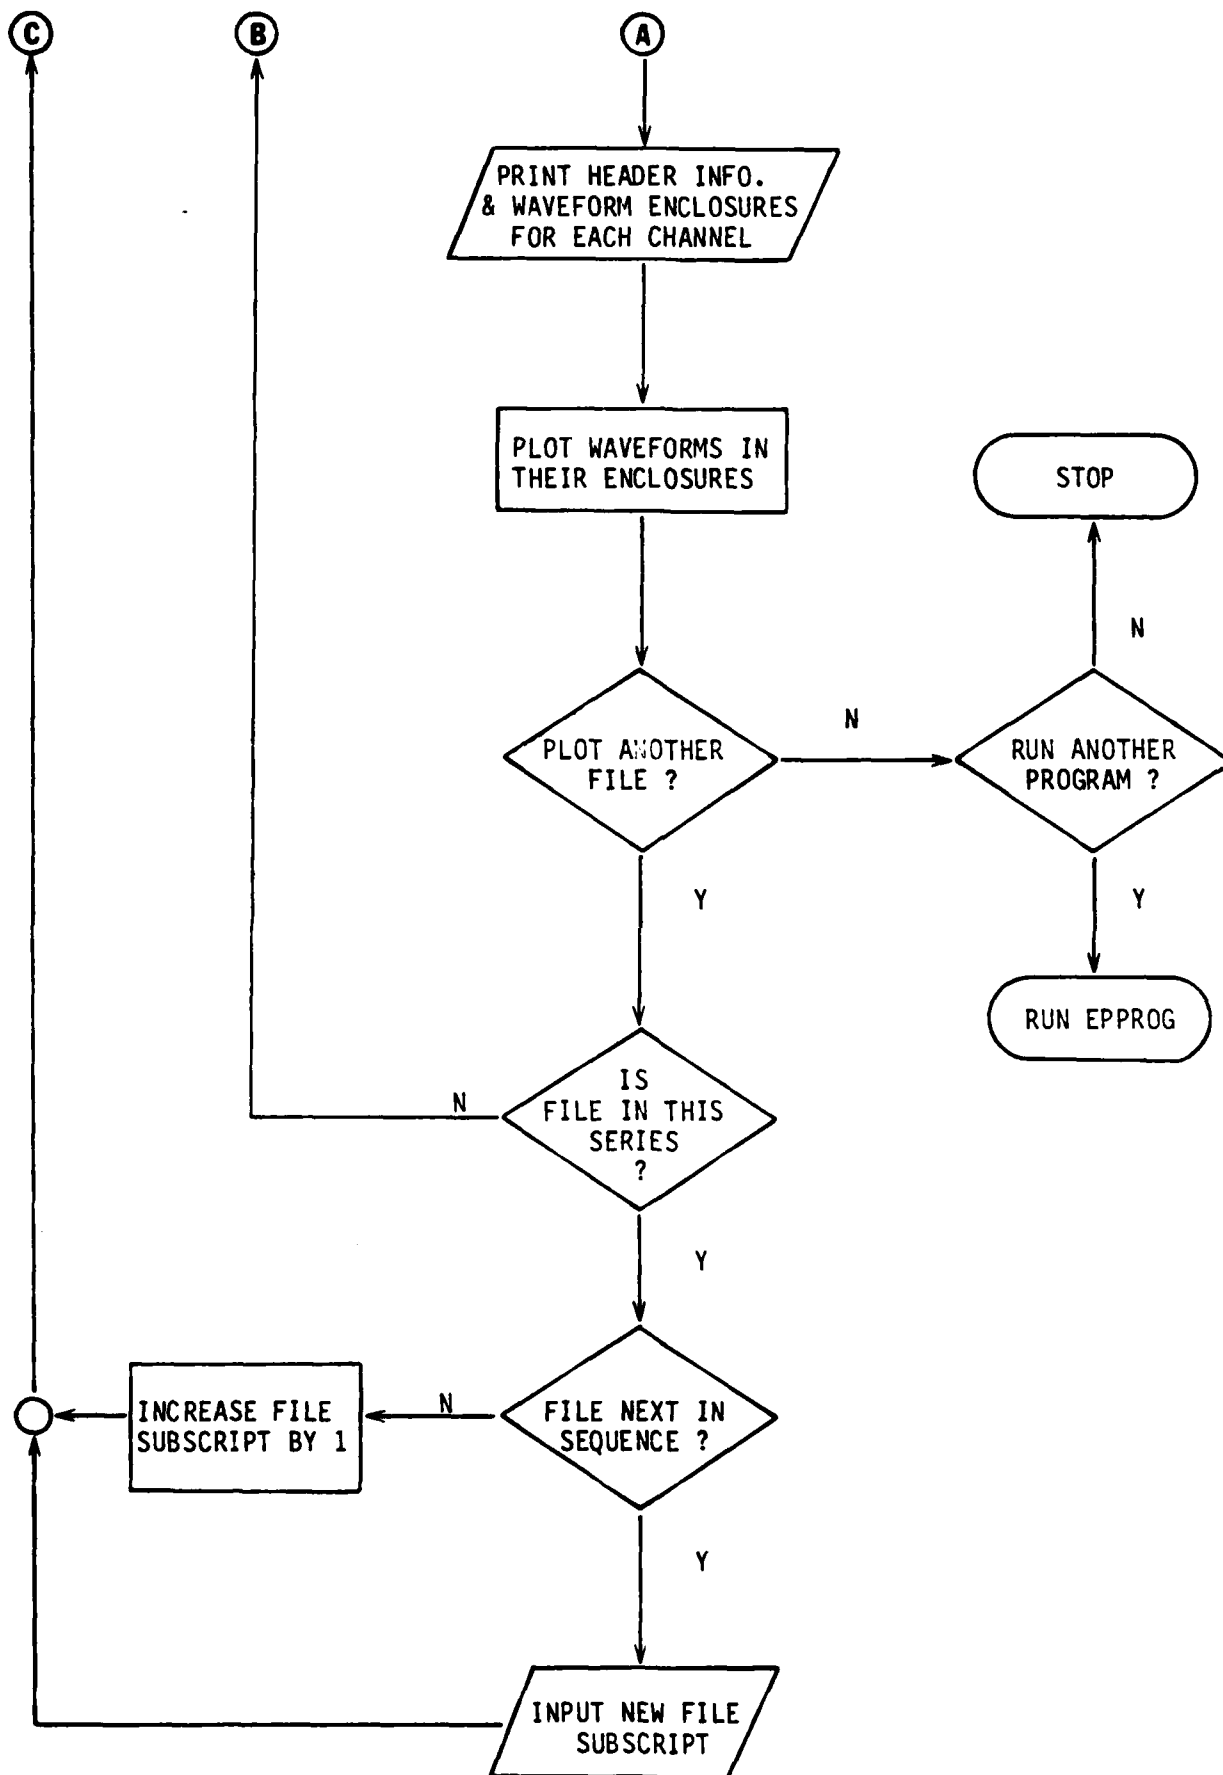 C
B
A
PRINT HEADER INFO.
& WAVEFORM ENCLOSURES
FOR EACH CHANNEL
PLOT WAVEFORMS IN
THEIR ENCLOSURES
STOP
N
PLOT ANOTHER
FILE ?
N
RUN ANOTHER
PROGRAM ?
Y
Y
RUN EPPROG
IS
FILE IN THIS
SERIES
?
N
Y
FILE NEXT IN
SEQUENCE ?
N
INCREASE FILE
SUBSCRIPT BY 1
Y
INPUT NEW FILE
SUBSCRIPT